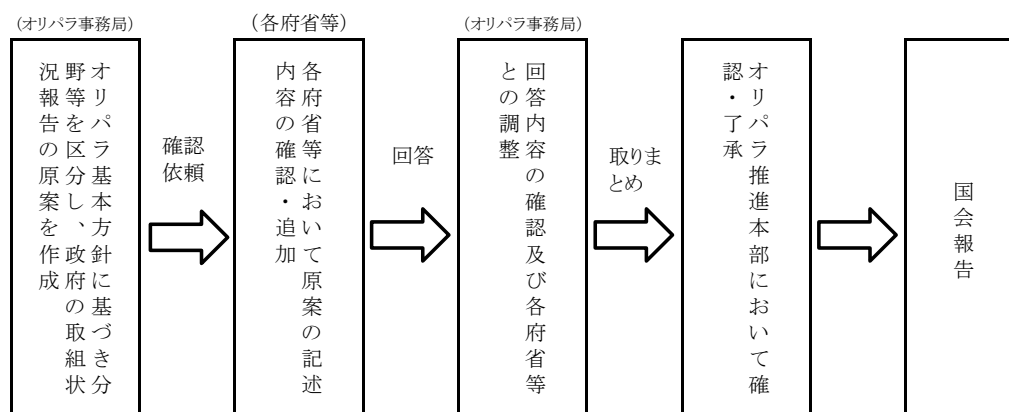 (オリパラ事務局)
オリパラ基本方針に基づき分
野等を区分し、政府の取組状
況報告の原案を作成
確認
依頼
(各府省等)
各府省等において原案の記述
内容の確認・追加
回答
(オリパラ事務局)
回答内容の確認及び各府省等
との調整
取りま
とめ
オリパラ推進本部において確
認・了承
国会報告